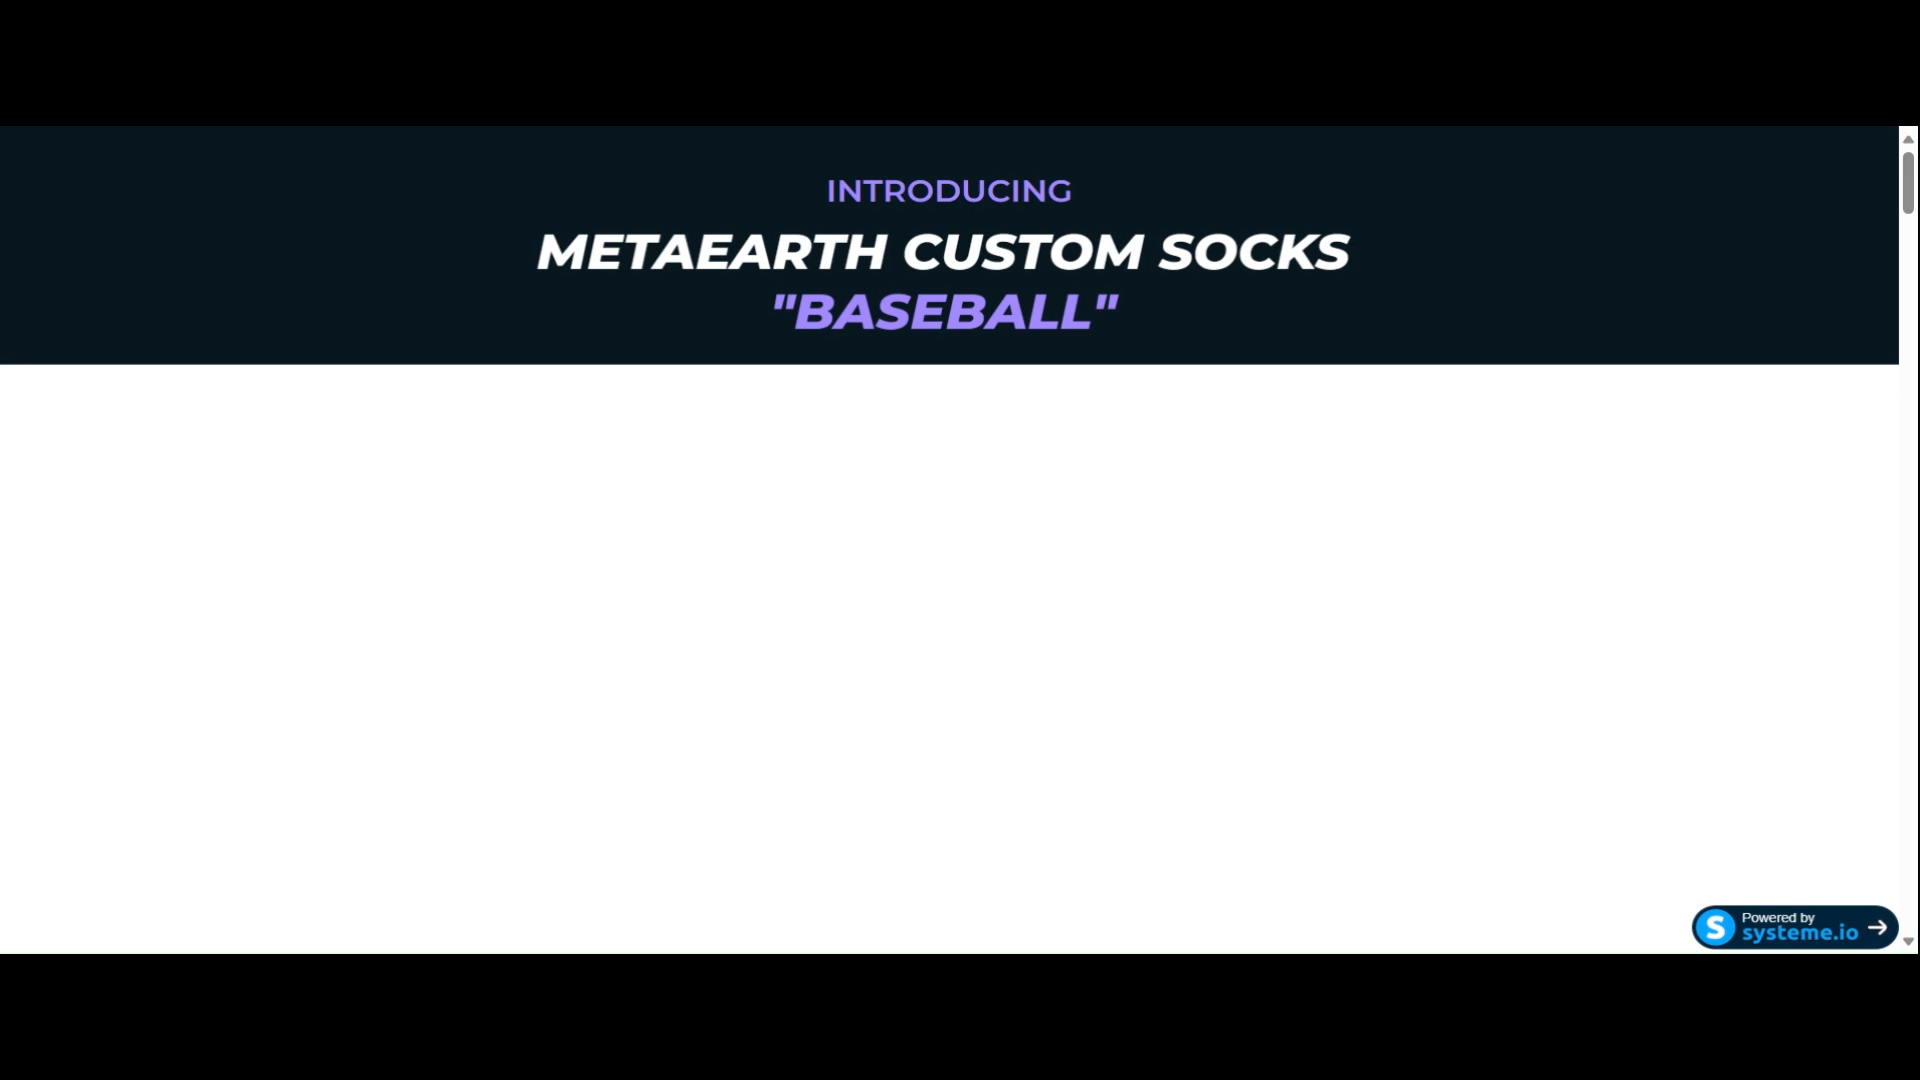 INTRODUCING
METAEARTH CUSTOM SOCKS
"BASEBALL"
S
Powered by
systeme.io